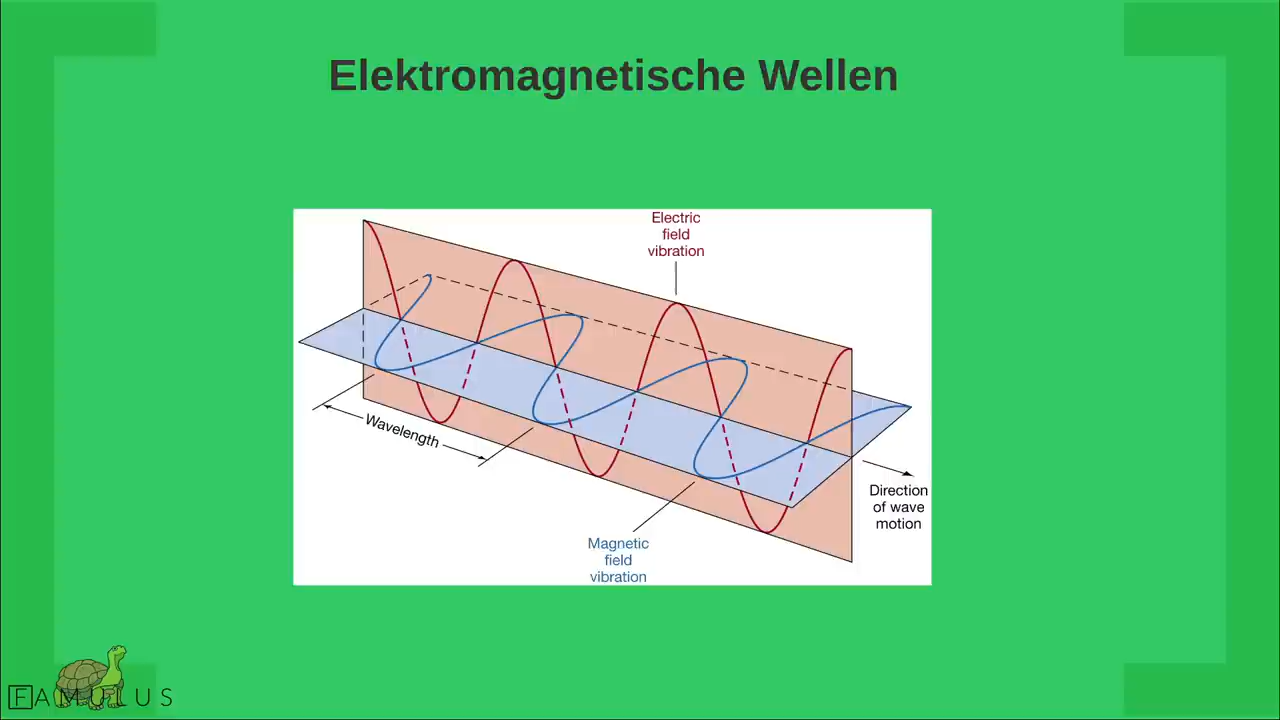 Elektromagnetische Wellen
Electric
field
vibration
Wavelength
Direction
of wave
motion
Magnetic
field
vibration
FAMULUS